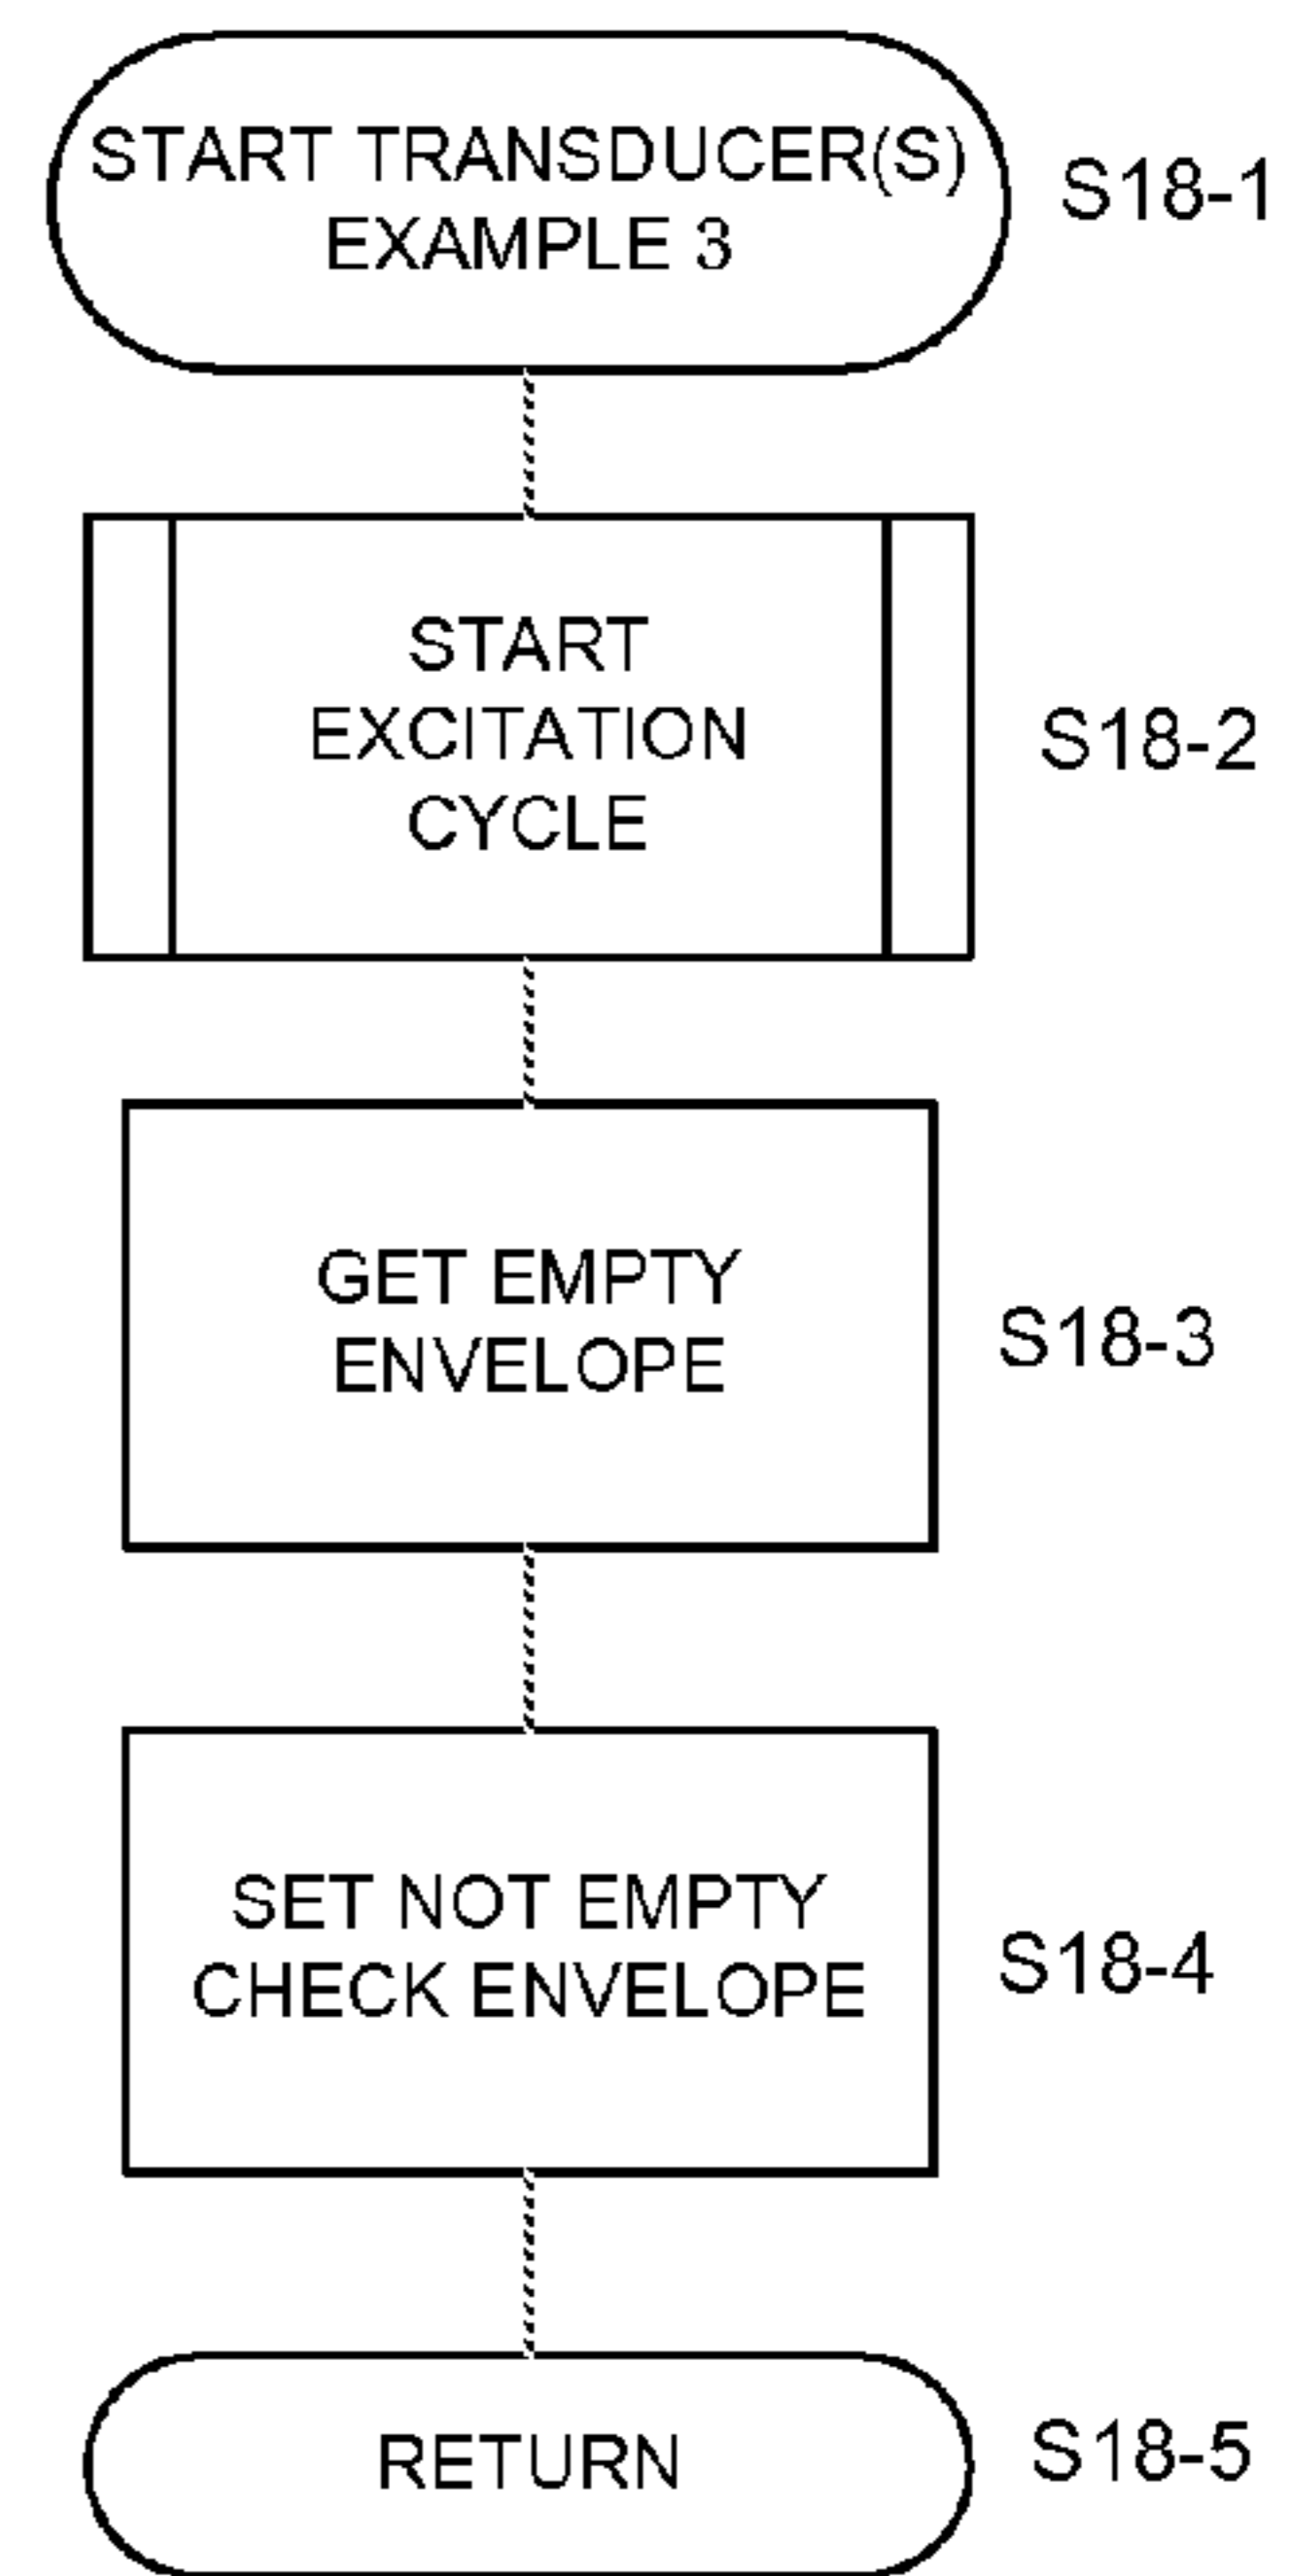 START TRANSDUCER(S)
EXAMPLE 3
S18-1
START
EXCITATION
CYCLE
S18-2
GET EMPTY
ENVELOPE
S18-3
SET NOT EMPTY
CHECK ENVELOPE
S18-4
RETURN
S18-5